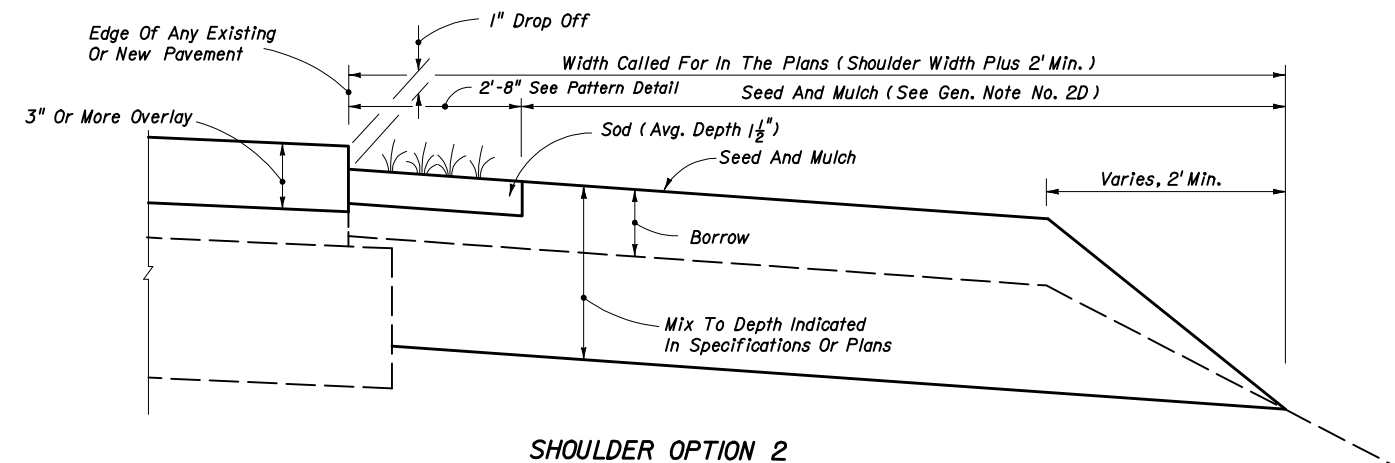 1" Drop Off
Edge Of Any Existing
Or New Pavement
Width Called For In The Plans (Shoulder Width Plus 2' Min.)
2'-8" See Pattern Detail
Seed And Mulch (See Gen. Note No. 2D)
3" Or More Overlay
Sod (Avg. Depth 1½")
Seed And Mulch
Varies, 2' Min.
Borrow
Mix To Depth Indicated
In Specifications Or Plans
SHOULDER OPTION 2